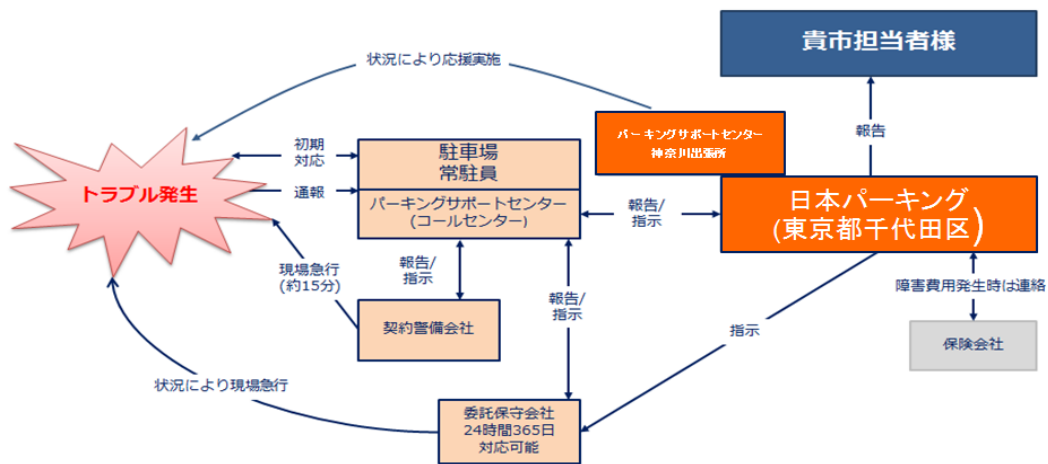 貴市担当者様
状況により応援実施
パーキングサポートセンター
神奈川出張所
報告
初期
対応
駐車場
常駐員
トラブル発生
通報
パーキングサポートセンター
(コールセンター)
報告/
指示
日本パーキング
(東京都千代田区)
現場急行
(約15分)
報告/
指示
報告/
指示
障害費用発生時は連絡
契約警備会社
指示
保険会社
状況により現場急行
委託保守会社
24時間365日
対応可能